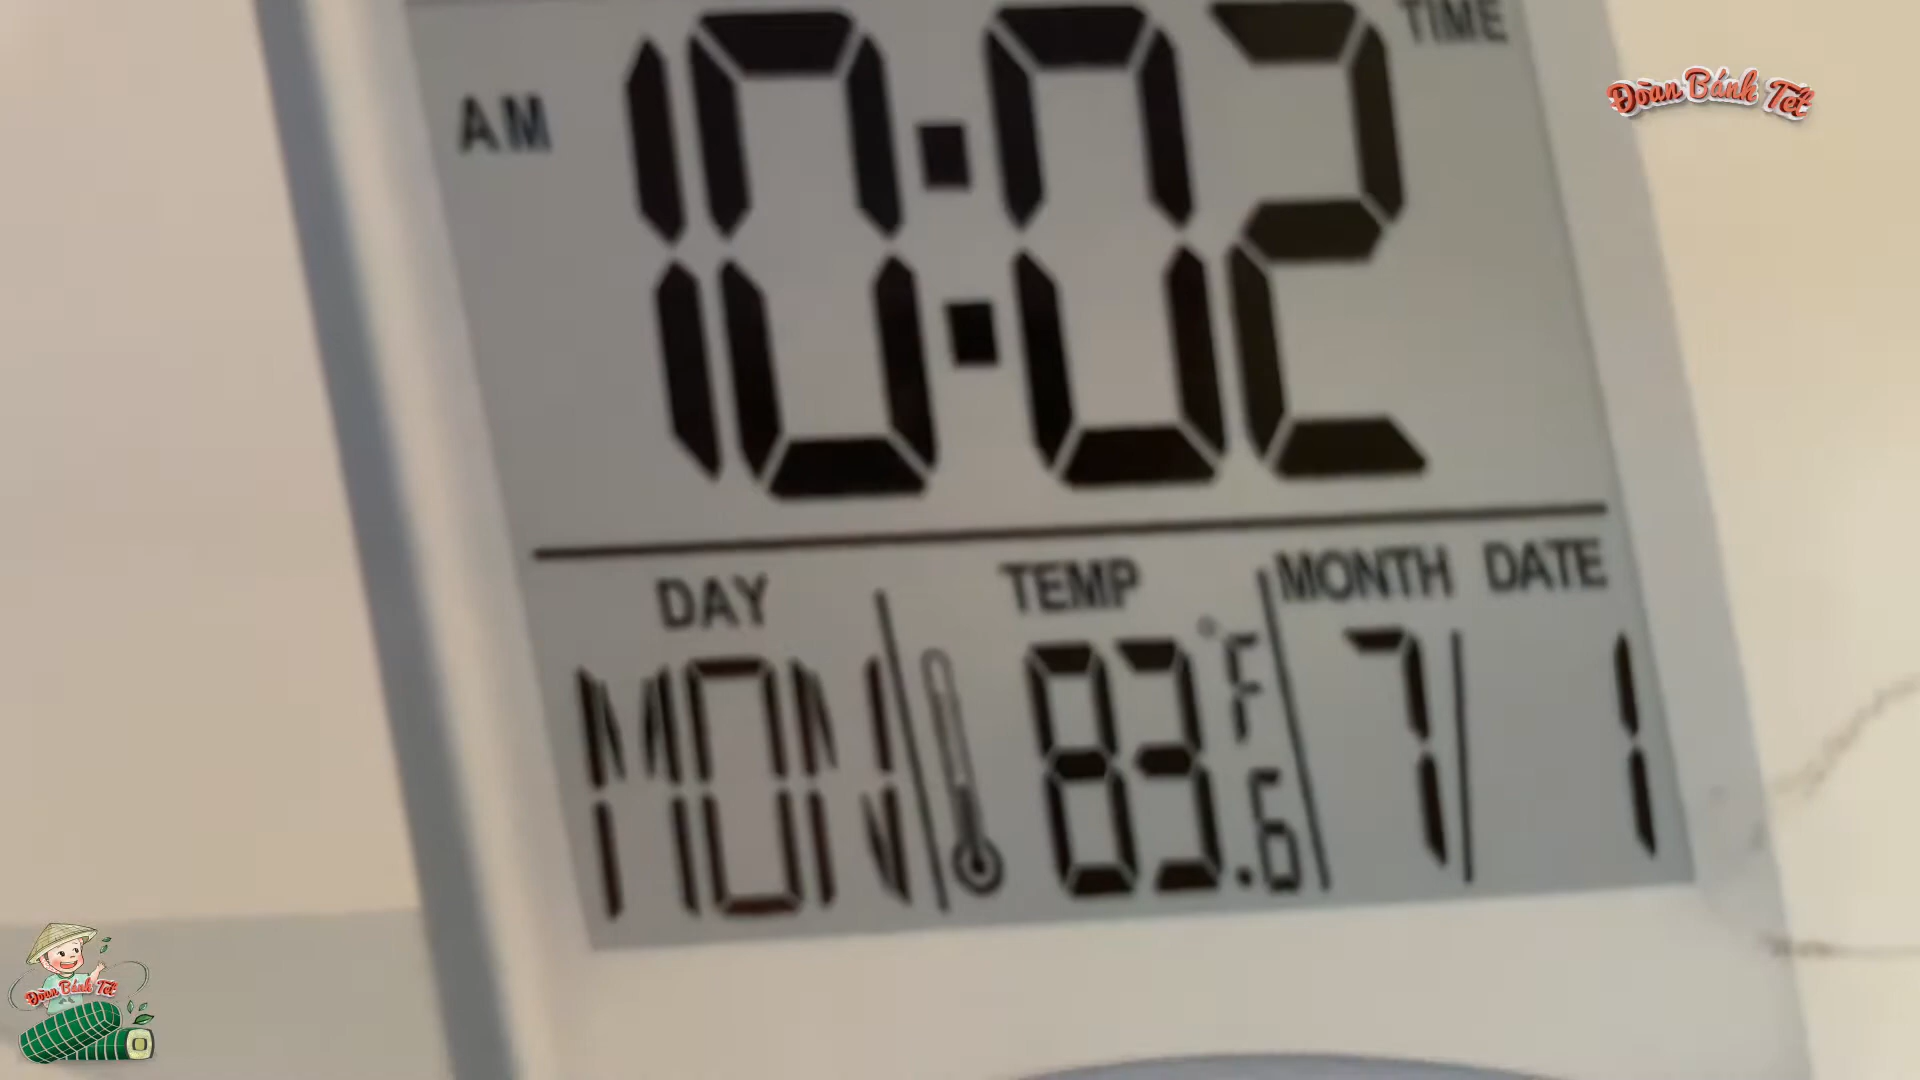 TIME
AM 10:02
Đoàn Bánh Tét
DAY TEMP MONTH DATE
MON 83.6 °F 7/ 1
Đoàn Bánh Tét